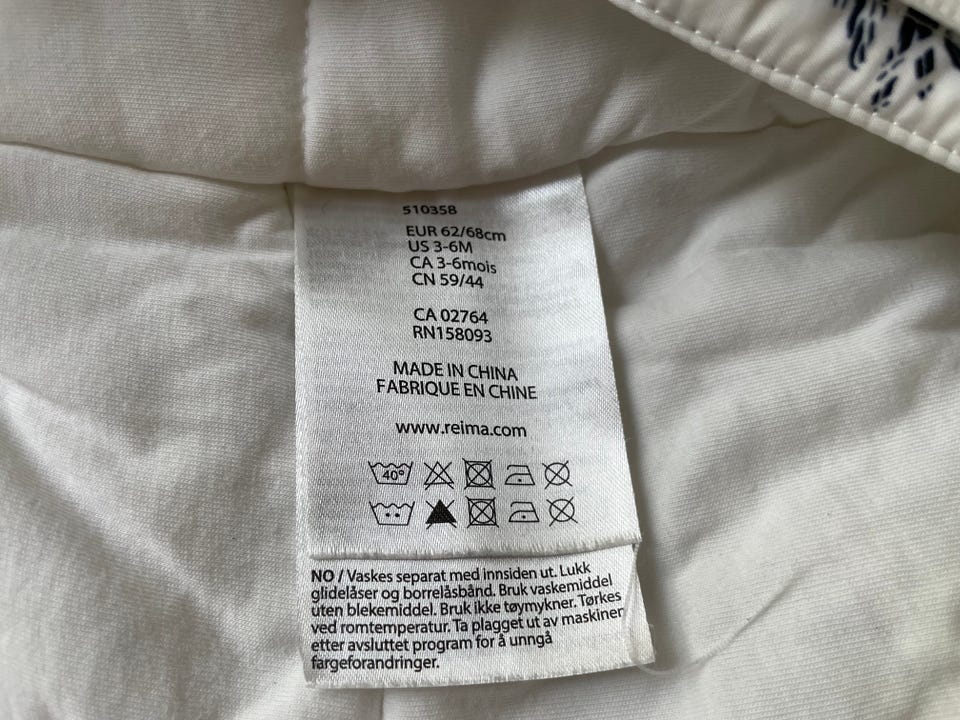 510358
EUR 62/68cm
US 3-6M
CA 3-6mois
CN 59/44
CA 02764
RN158093
MADE IN CHINA
FABRIQUE EN CHINE
www.reima.com
40°
NO / Vaskes separat med innsiden ut. Lukk
glidelåser og borrelåsbånd. Bruk vaskemiddel
uten blekemiddel. Bruk ikke tøymykner. Tørkes
ved romtemperatur. Ta plagget ut av maskinen
etter avsluttet program for å unngå
fargeforandringer.